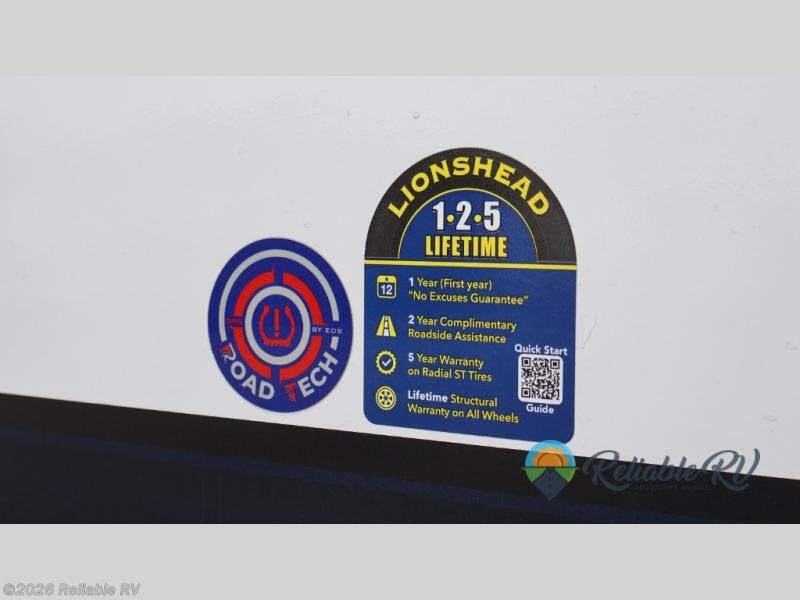 LIONSHEAD
1·2·5
LIFETIME
12
1 Year (First year)
"No Excuses Guarantee"
2 Year Complimentary
Roadside Assistance
5 Year Warranty
on Radial ST Tires
Lifetime Structural
Warranty on All Wheels
Quick Start
Guide
BY EDS
ROAD TECH
Reliable RV
©2026 Reliable RV